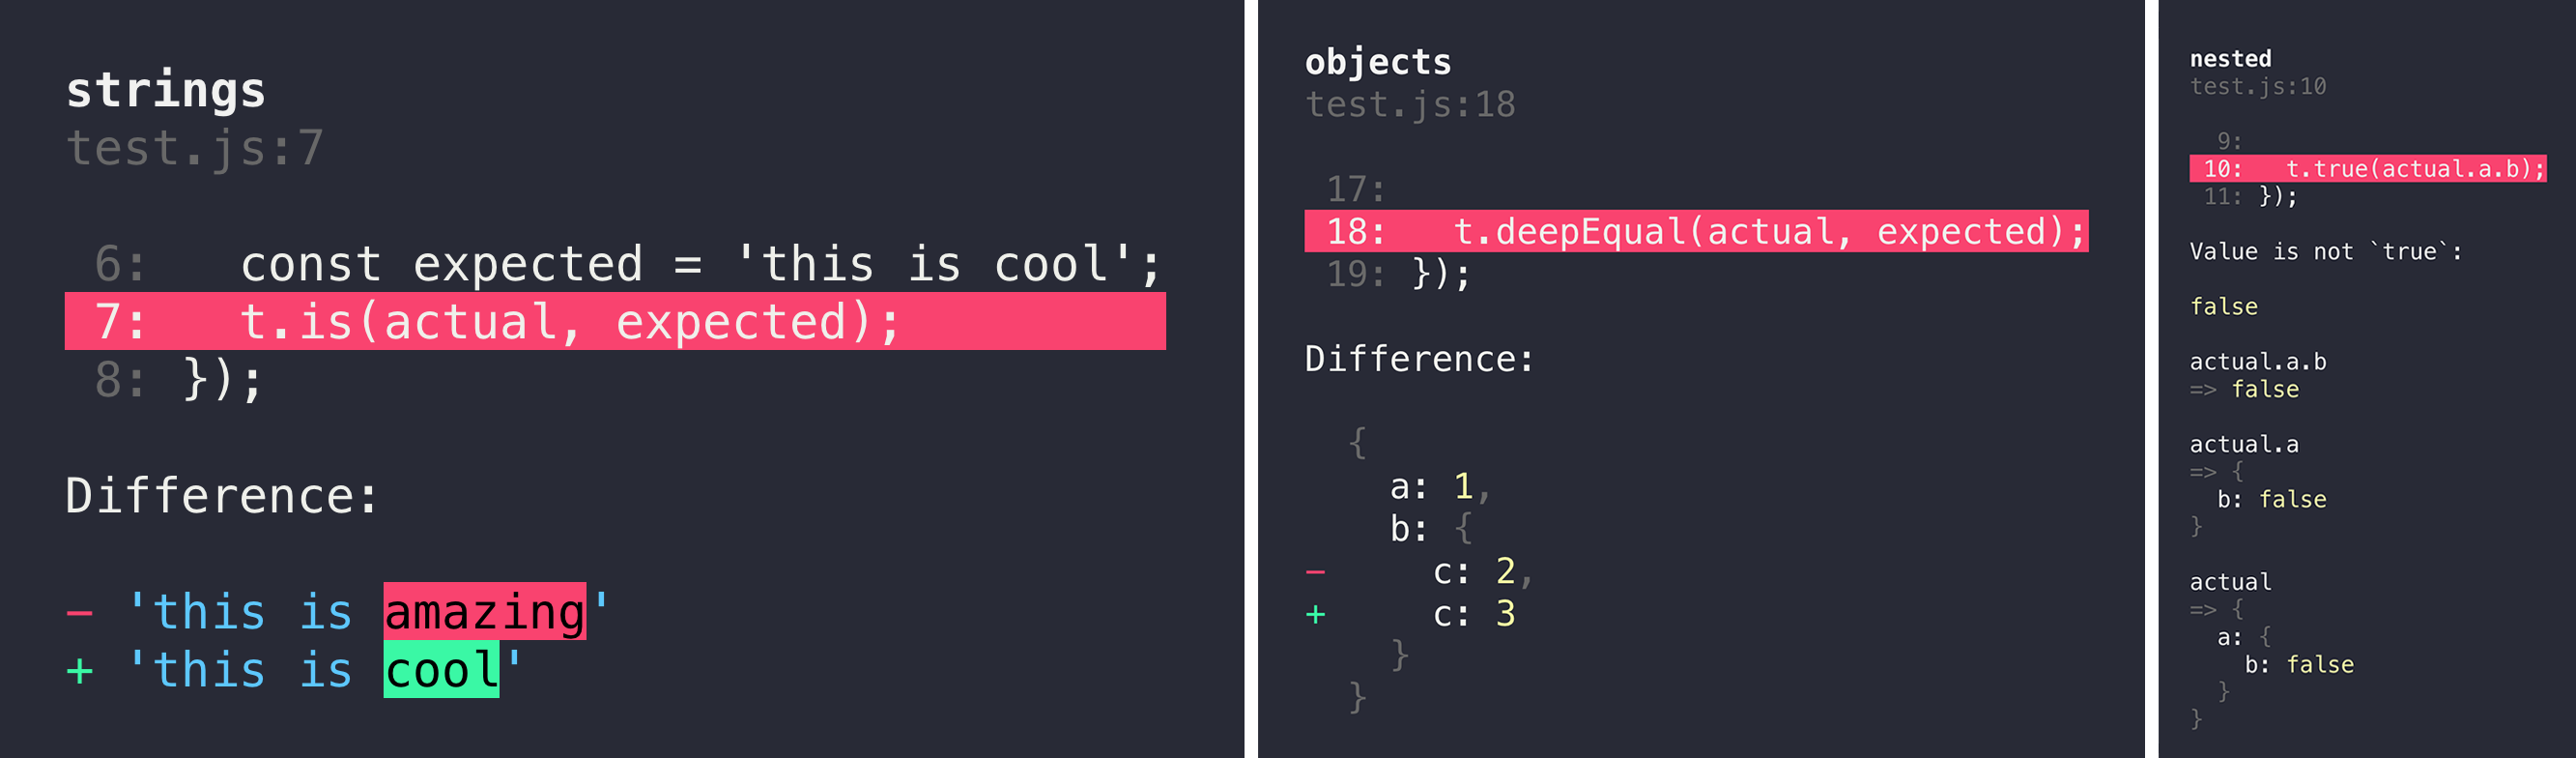 strings
test.js:7
6:   const expected = 'this is cool';
7:   t.is(actual, expected);
8: });
Difference:
- 'this is amazing'
+ 'this is cool'
objects
test.js:18
17:
18:   t.deepEqual(actual, expected);
19: });
Difference:
  {
    a: 1,
    b: {
-     c: 2,
+     c: 3
    }
  }
nested
test.js:10
9:
10:   t.true(actual.a.b);
11: });
Value is not `true`:
false
actual.a.b
=> false
actual.a
=> {
  b: false
}
actual
=> {
  a: {
    b: false
  }
}